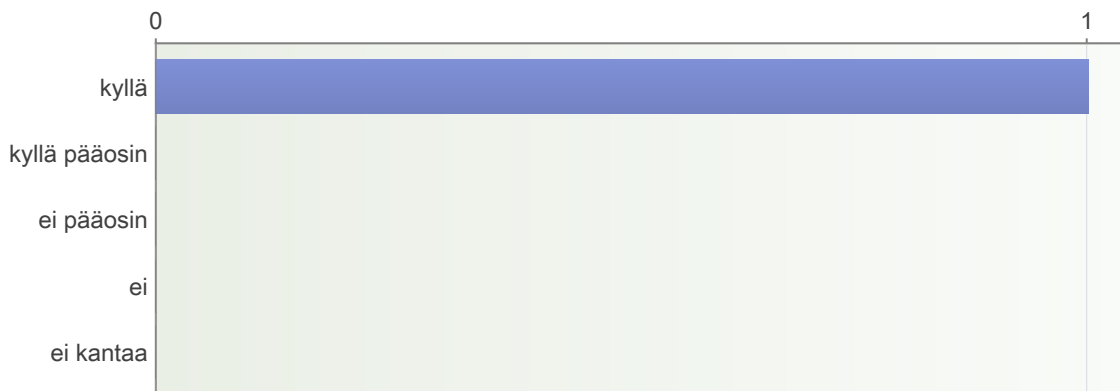 0 1
kyllä
kyllä pääosin
ei pääosin
ei
ei kantaa